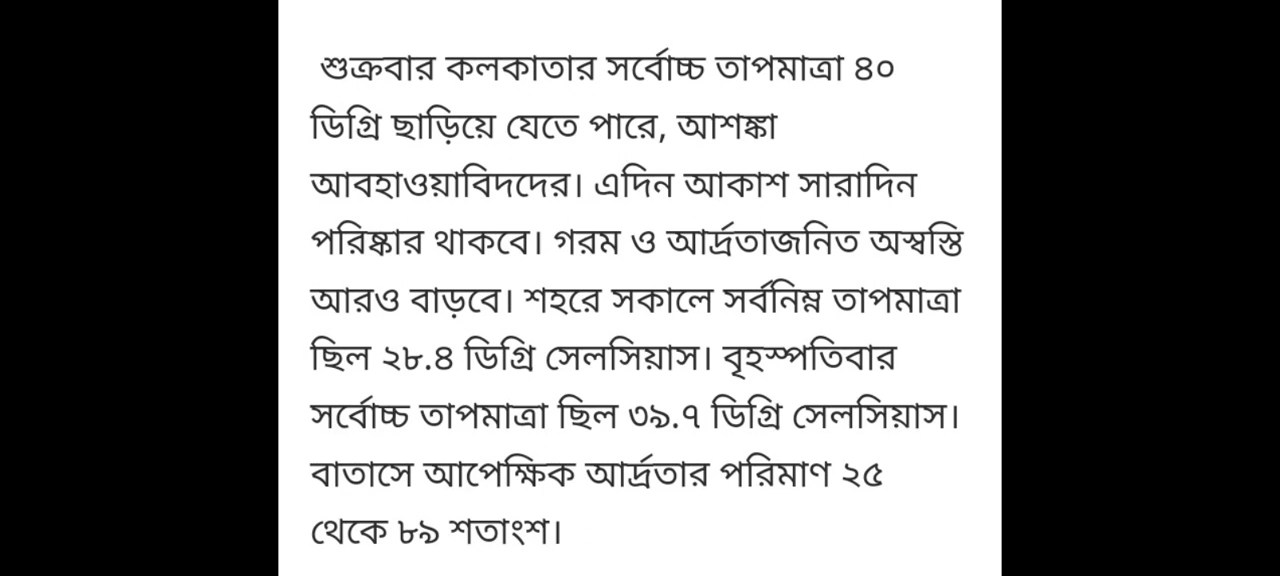 শুক্রবার কলকাতার সর্বোচ্চ তাপমাত্রা ৪০
ডিগ্রি ছাড়িয়ে যেতে পারে, আশঙ্কা
আবহাওয়াবিদদের। এদিন আকাশ সারাদিন
পরিষ্কার থাকবে। গরম ও আর্দ্রতাজনিত অস্বস্তি
আরও বাড়বে। শহরে সকালে সর্বনিম্ন তাপমাত্রা
ছিল ২৮.৪ ডিগ্রি সেলসিয়াস। বৃহস্পতিবার
সর্বোচ্চ তাপমাত্রা ছিল ৩৯.৭ ডিগ্রি সেলসিয়াস।
বাতাসে আপেক্ষিক আর্দ্রতার পরিমাণ ২৫
থেকে ৮৯ শতাংশ।